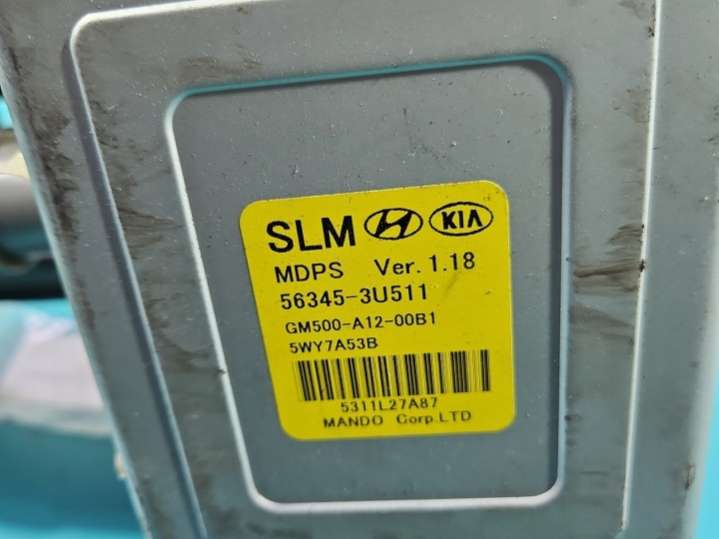 SLM KIA
MDPS Ver. 1.18
56345-3U511
GM500-A12-00B1
5WY7A53B
5311L27A87
MANDO Corp.LTD